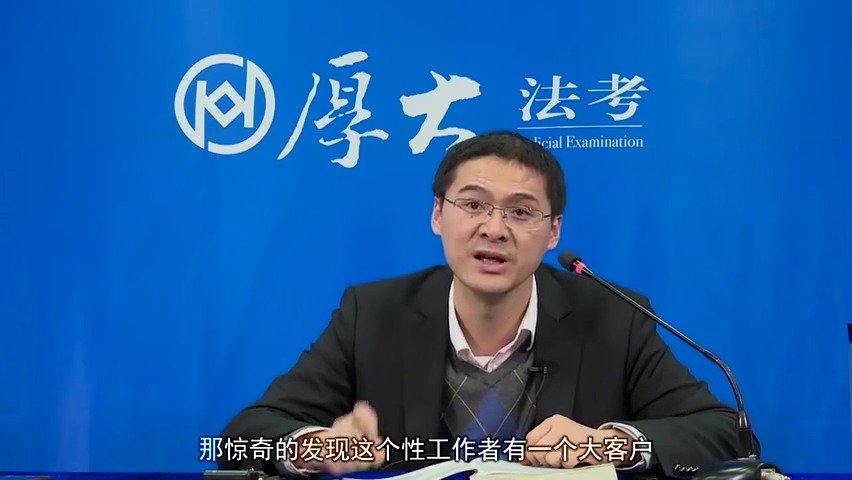 厚大 法考
Judicial Examination
那惊奇的发现这个性工作者有一个大客户